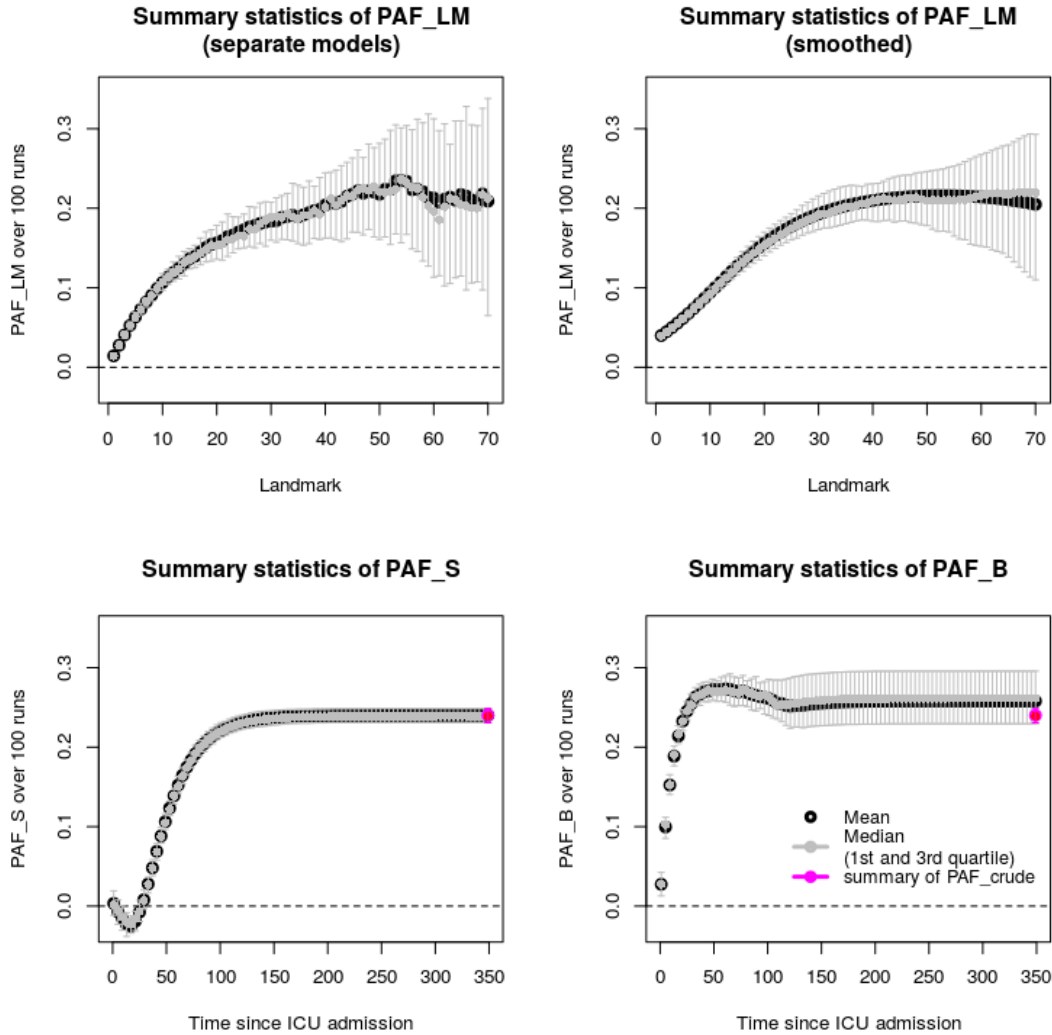 Summary statistics of PAF_LM
(separate models)
PAF_LM over 100 runs
0.3
0.2
0.1
0.0
0 10 20 30 40 50 60 70
Landmark
Summary statistics of PAF_LM
(smoothed)
PAF_LM over 100 runs
0.3
0.2
0.1
0.0
0 10 20 30 40 50 60 70
Landmark
Summary statistics of PAF_S
PAF_S over 100 runs
0.3
0.2
0.1
0.0
0 50 100 150 200 250 300 350
Time since ICU admission
Summary statistics of PAF_B
PAF_B over 100 runs
0.3
0.2
0.1
0.0
Mean
Median
(1st and 3rd quartile)
summary of PAF_crude
0 50 100 150 200 250 300 350
Time since ICU admission